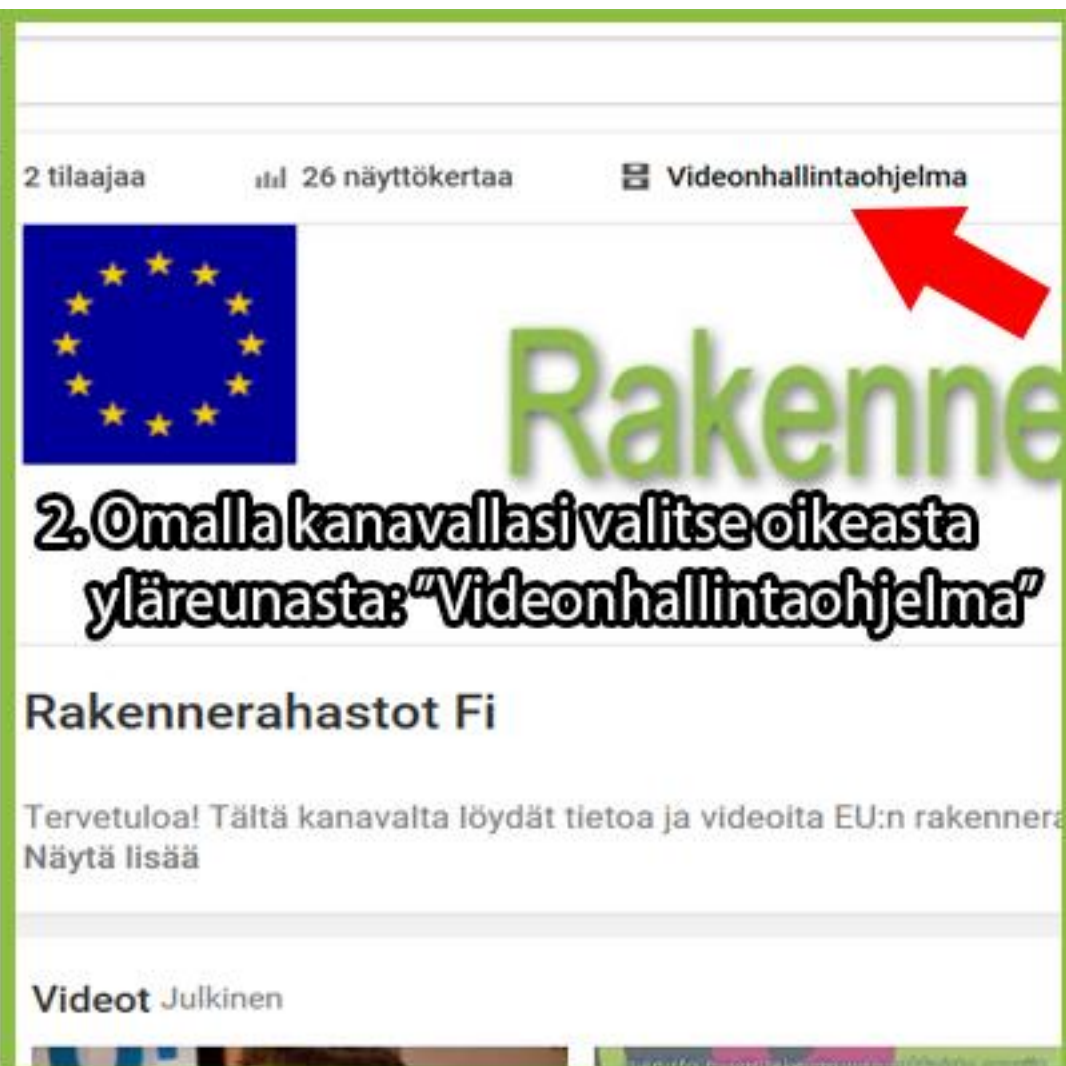 2 tilaajaa 26 näyttökertaa Videonhallintaohjelma
Rakenne
2. Omalla kanavallasi valitse oikeasta
yläreunasta: "Videonhallintaohjelma"
Rakennerahastot Fi
Tervetuloa! Tältä kanavalta löydät tietoa ja videoita EU:n rakennera
Näytä lisää
Videot Julkinen